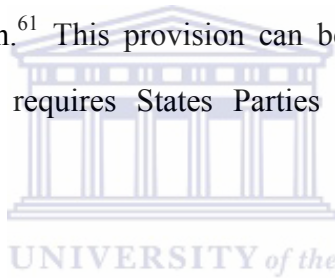 n.61 This provision can be
requires States Parties
UNIVERSITY of the